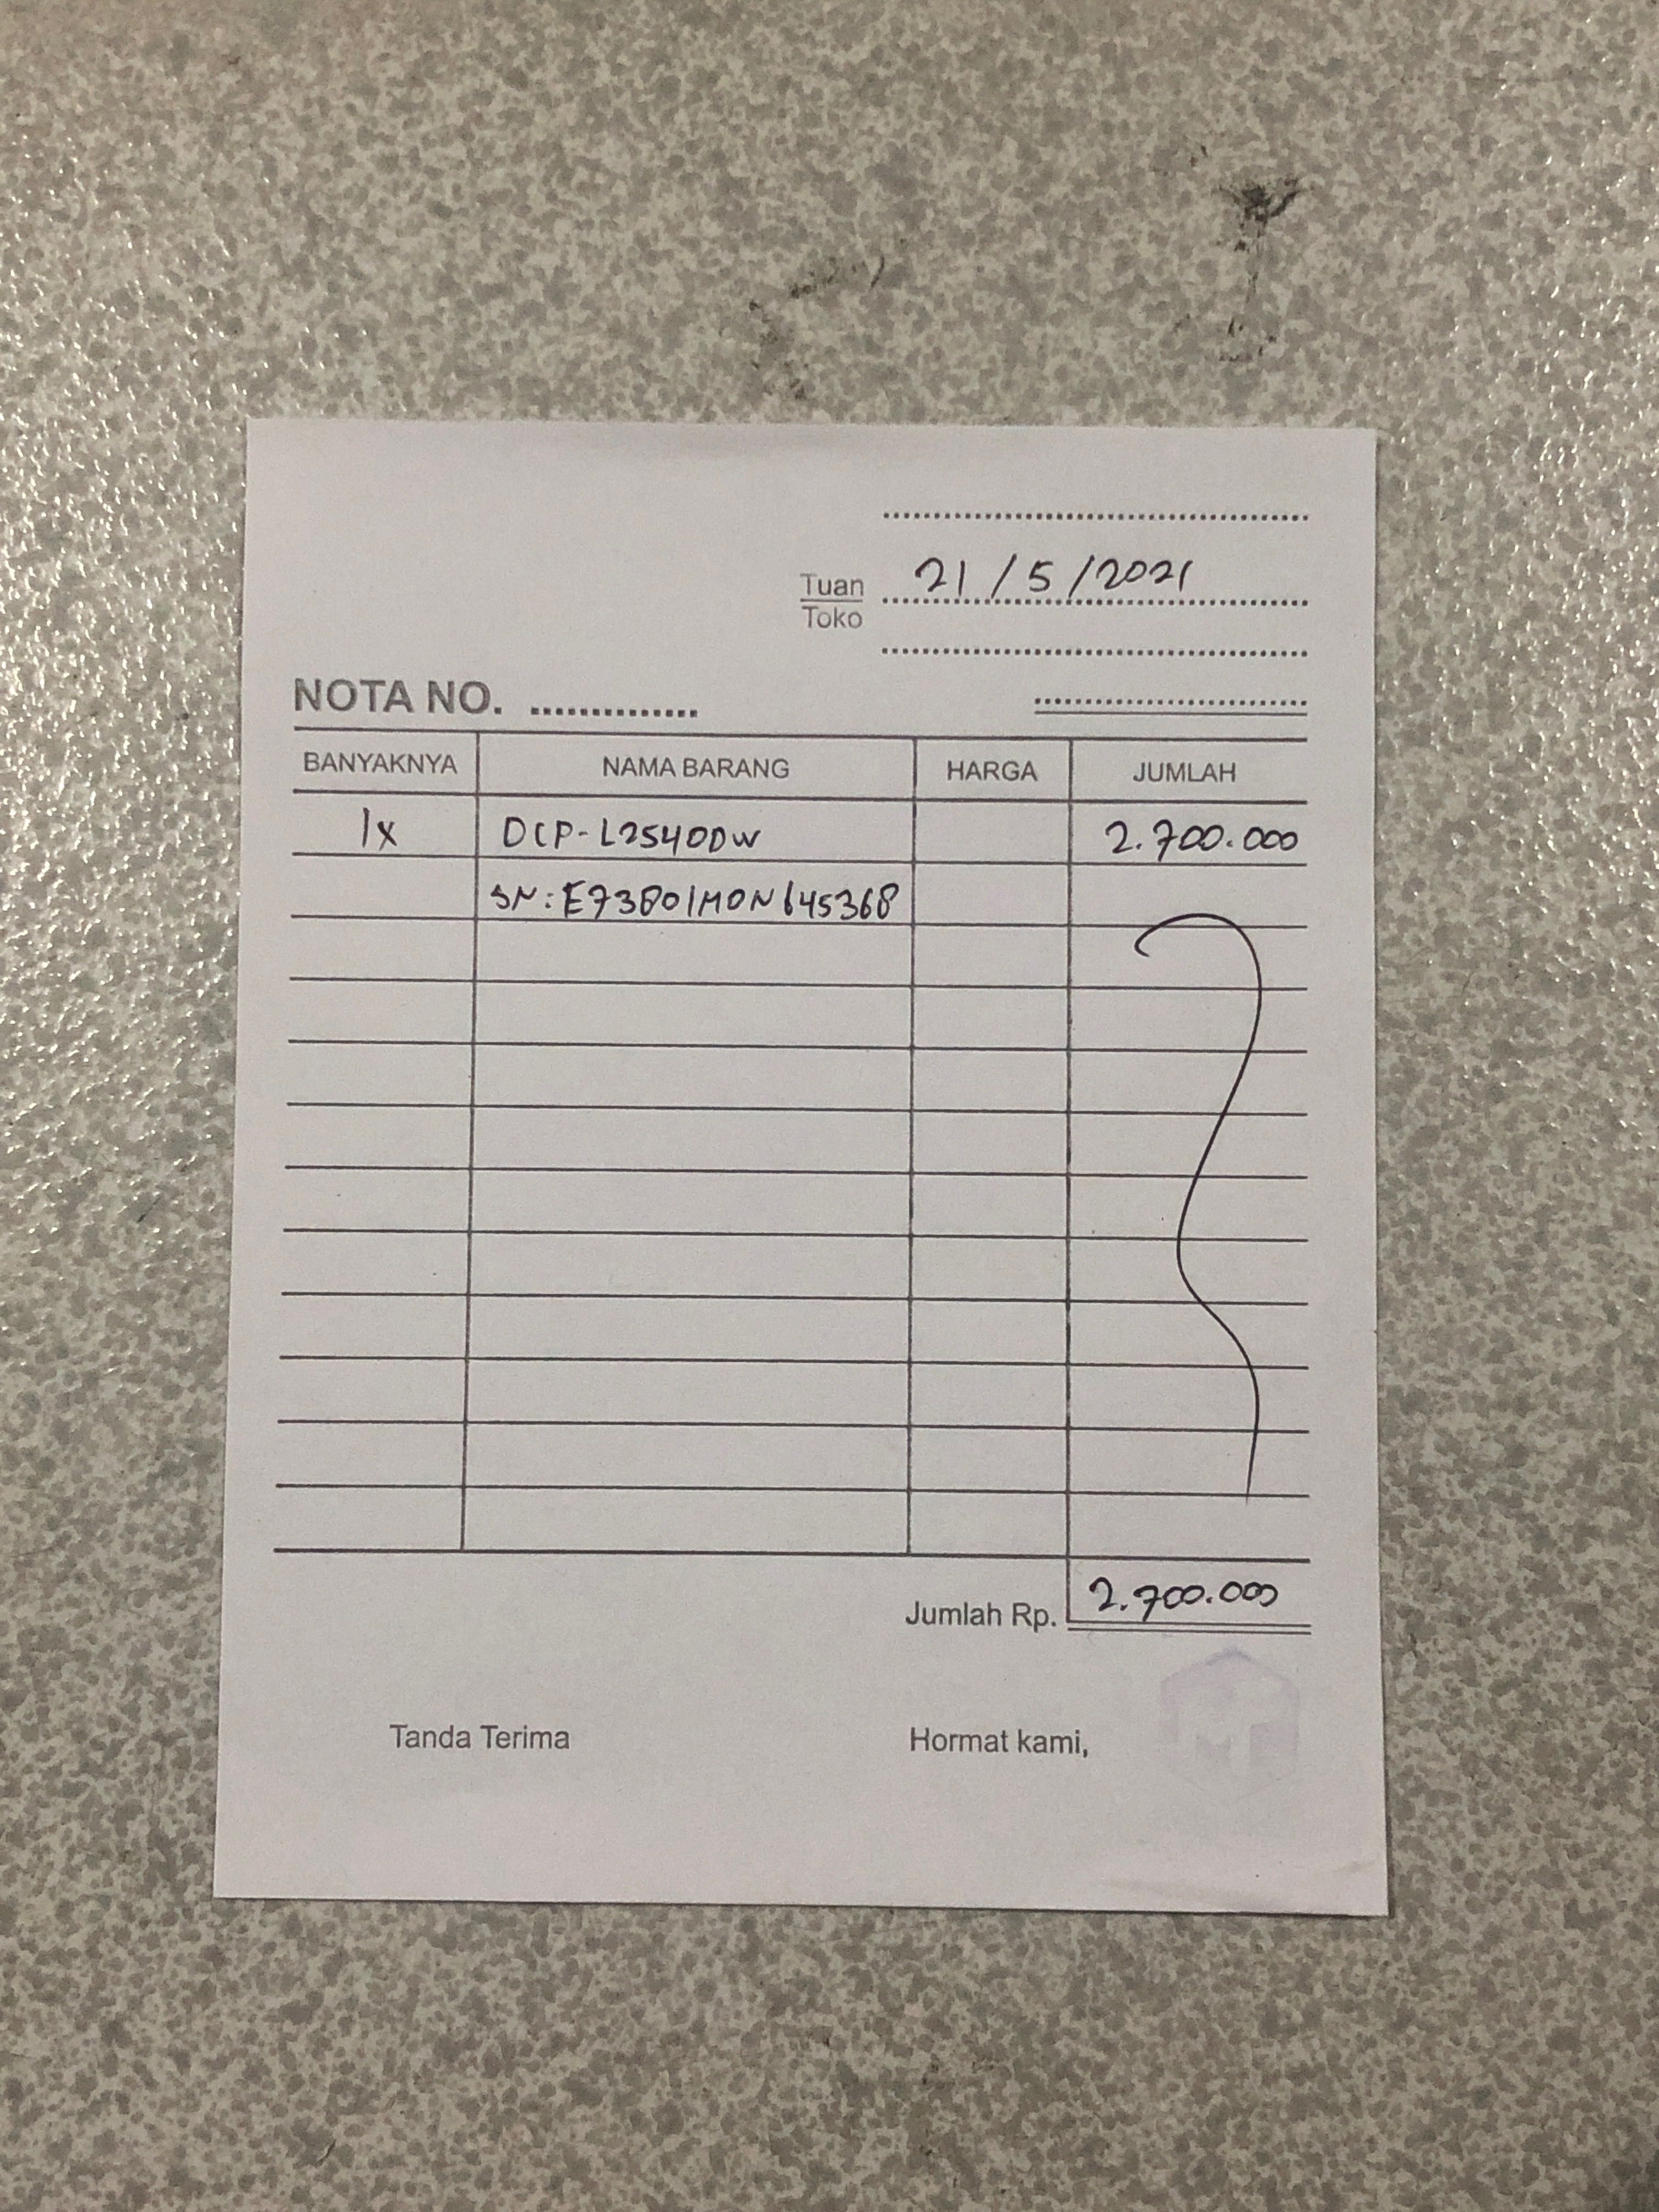 21/5/2021
Tuan
Toko
NOTA NO.
BANYAKNYA NAMA BARANG HARGA JUMLAH
1x DCP-L2540DW 2.700.000
SN: E73801M0N645368
Jumlah Rp. 2.700.000
Tanda Terima Hormat kami,